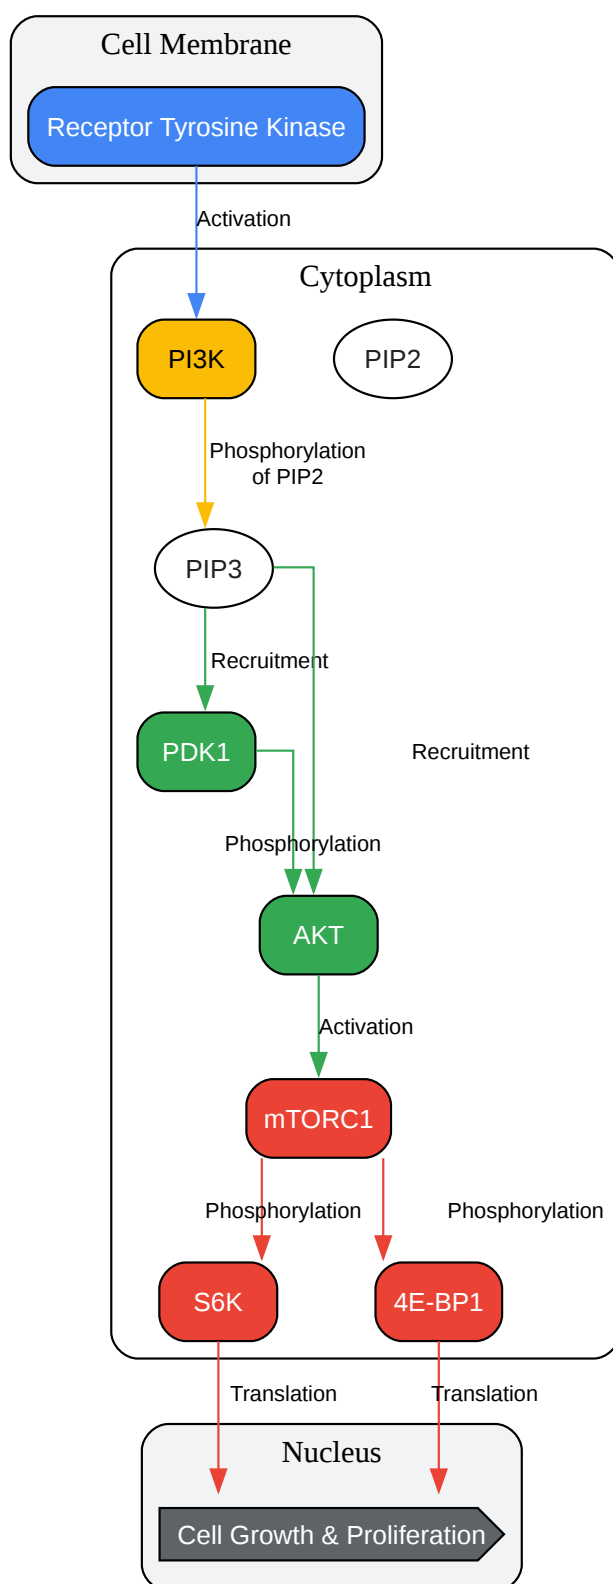 Cell Membrane
Receptor Tyrosine Kinase
Activation
Cytoplasm
PI3K
PIP2
Phosphorylation
of PIP2
PIP3
Recruitment
PDK1
Recruitment
Phosphorylation
AKT
Activation
mTORC1
Phosphorylation
Phosphorylation
S6K
4E-BP1
Translation
Translation
Nucleus
Cell Growth & Proliferation